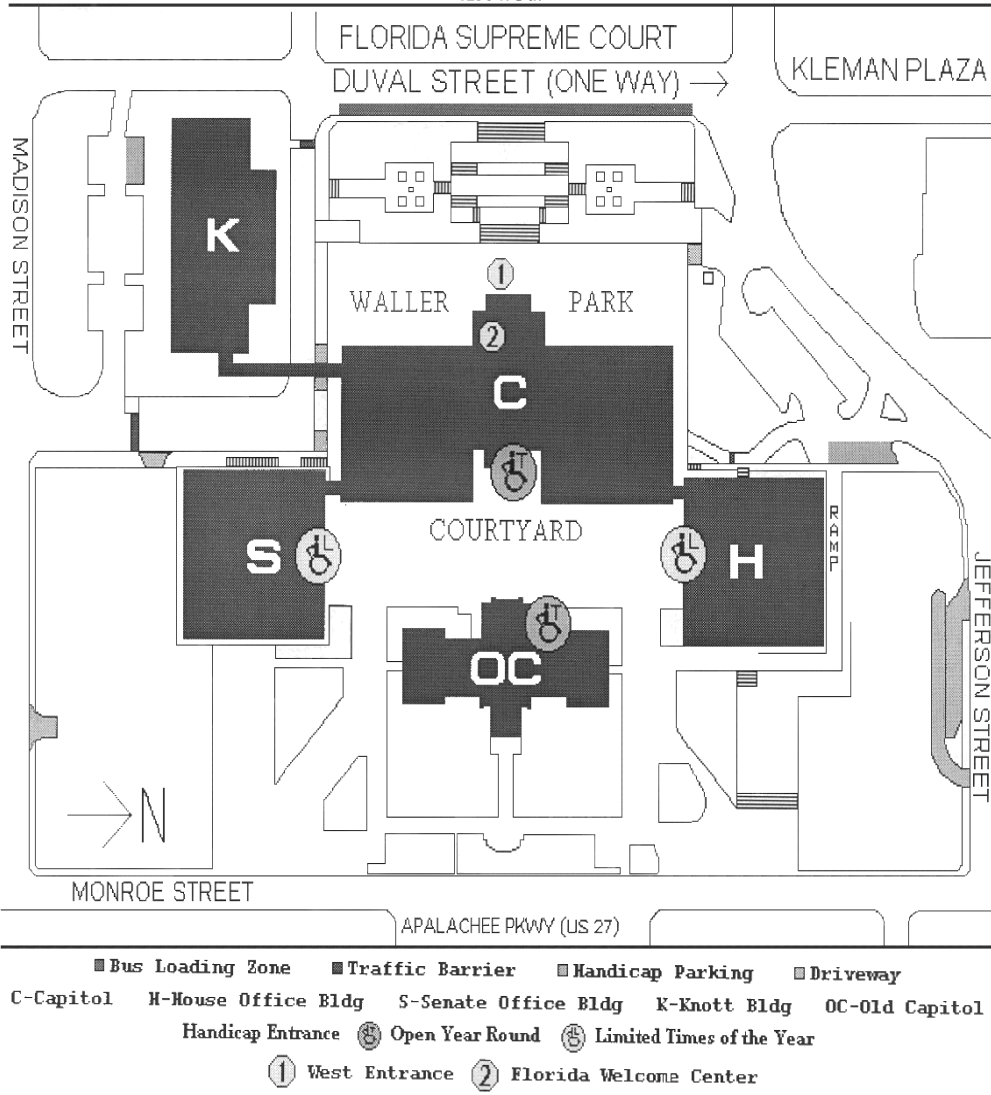 FLORIDA SUPREME COURT
DUVAL STREET (ONE WAY)
KLEMAN PLAZA
MADISON STREET
K
1
WALLER PARK
2
C
T
COURTYARD
S
L
L
H
RAMP
T
OC
JEFFERSON STREET
N
MONROE STREET
APALACHEE PKWY (US 27)
Bus Loading Zone Traffic Barrier Handicap Parking Driveway
C-Capitol H-House Office Bldg S-Senate Office Bldg K-Knott Bldg OC-Old Capitol
Handicap Entrance T Open Year Round L Limited Times of the Year
1 West Entrance 2 Florida Welcome Center